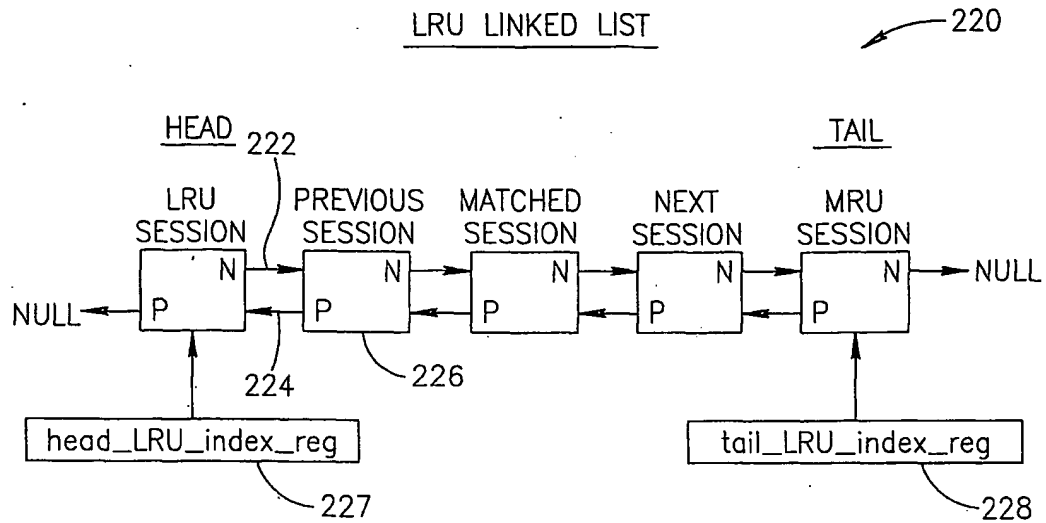 LRU LINKED LIST
220
HEAD
222
TAIL
LRU SESSION
PREVIOUS SESSION
MATCHED SESSION
NEXT SESSION
MRU SESSION
N
N
N
N
N
NULL
NULL
P
P
P
P
P
224
226
head_LRU_index_reg
tail_LRU_index_reg
227
228